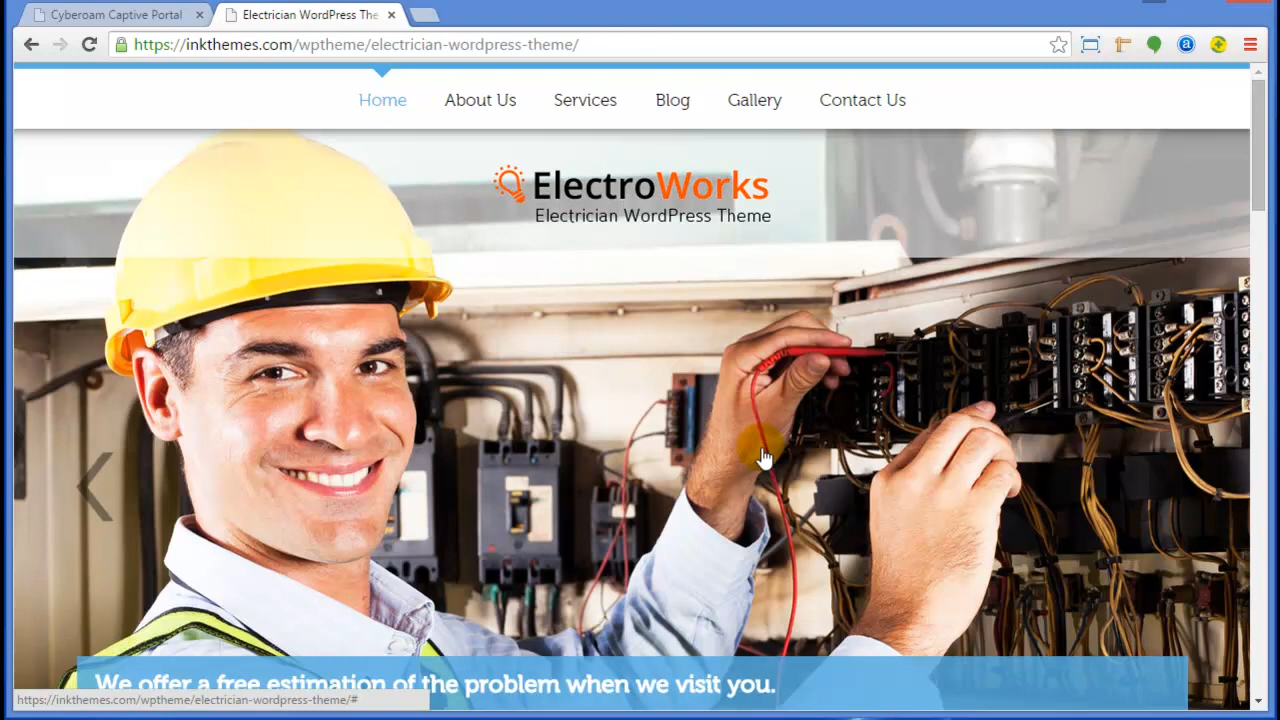 Cyberoam Captive Portal
Electrician WordPress The
https://inkthemes.com/wptheme/electrician-wordpress-theme/
Home About Us Services Blog Gallery Contact Us
ElectroWorks
Electrician WordPress Theme
We offer a free estimation of the problem when we visit you.
https://inkthemes.com/wptheme/electrician-wordpress-theme/#